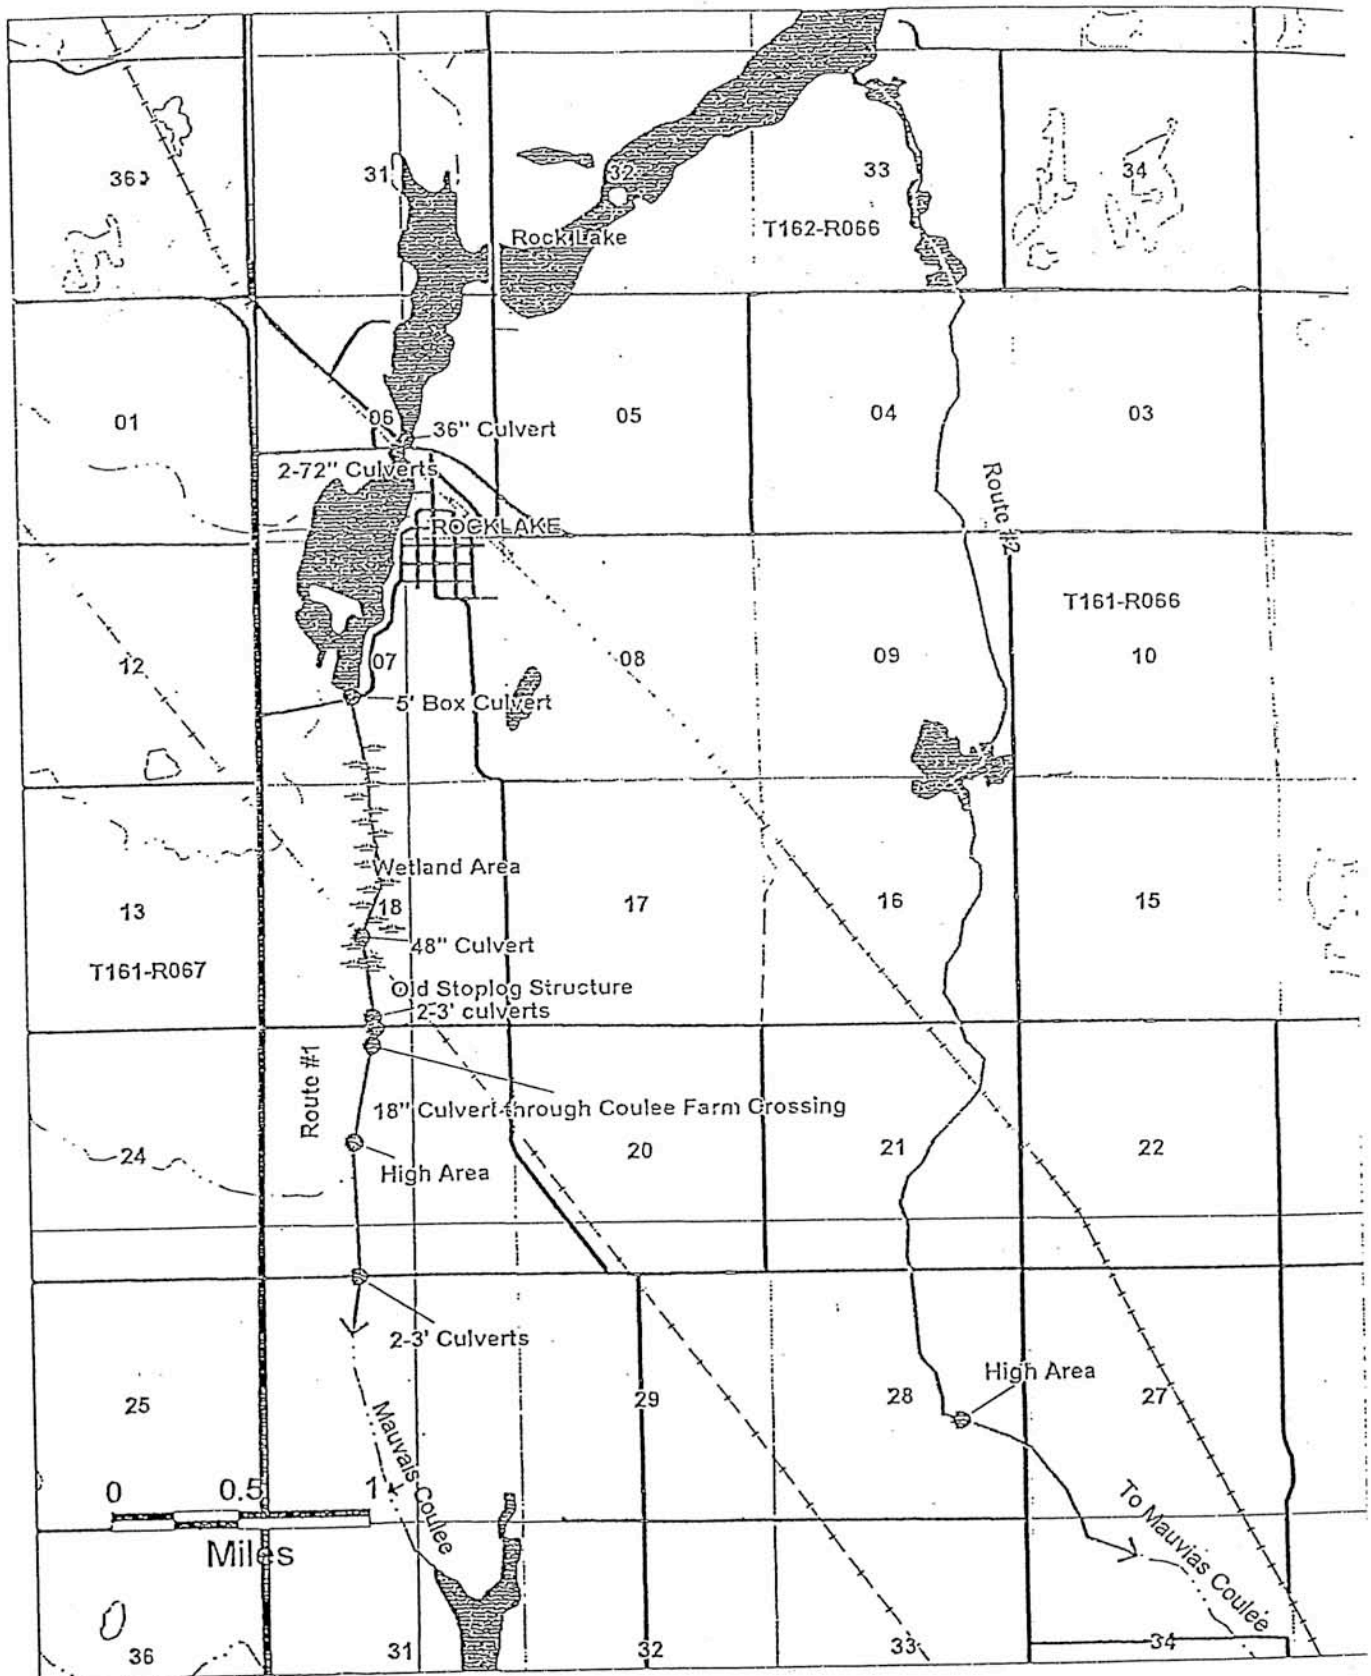 36
31
32
33
34
Rock Lake
T162-R066
01
06
05
04
03
36" Culvert
2-72" Culverts
Route #2
ROCKLAKE
T161-R066
12
07
08
09
10
5' Box Culvert
Wetland Area
13
18
17
16
15
48" Culvert
T161-R067
Old Stoplog Structure
2-3' culverts
Route #1
18" Culvert through Coulee Farm Crossing
24
20
21
22
High Area
2-3' Culverts
High Area
25
29
28
27
Mauvais Coulee
0 0.5 1
Miles
To Mauvias Coulee
36
31
32
33
34